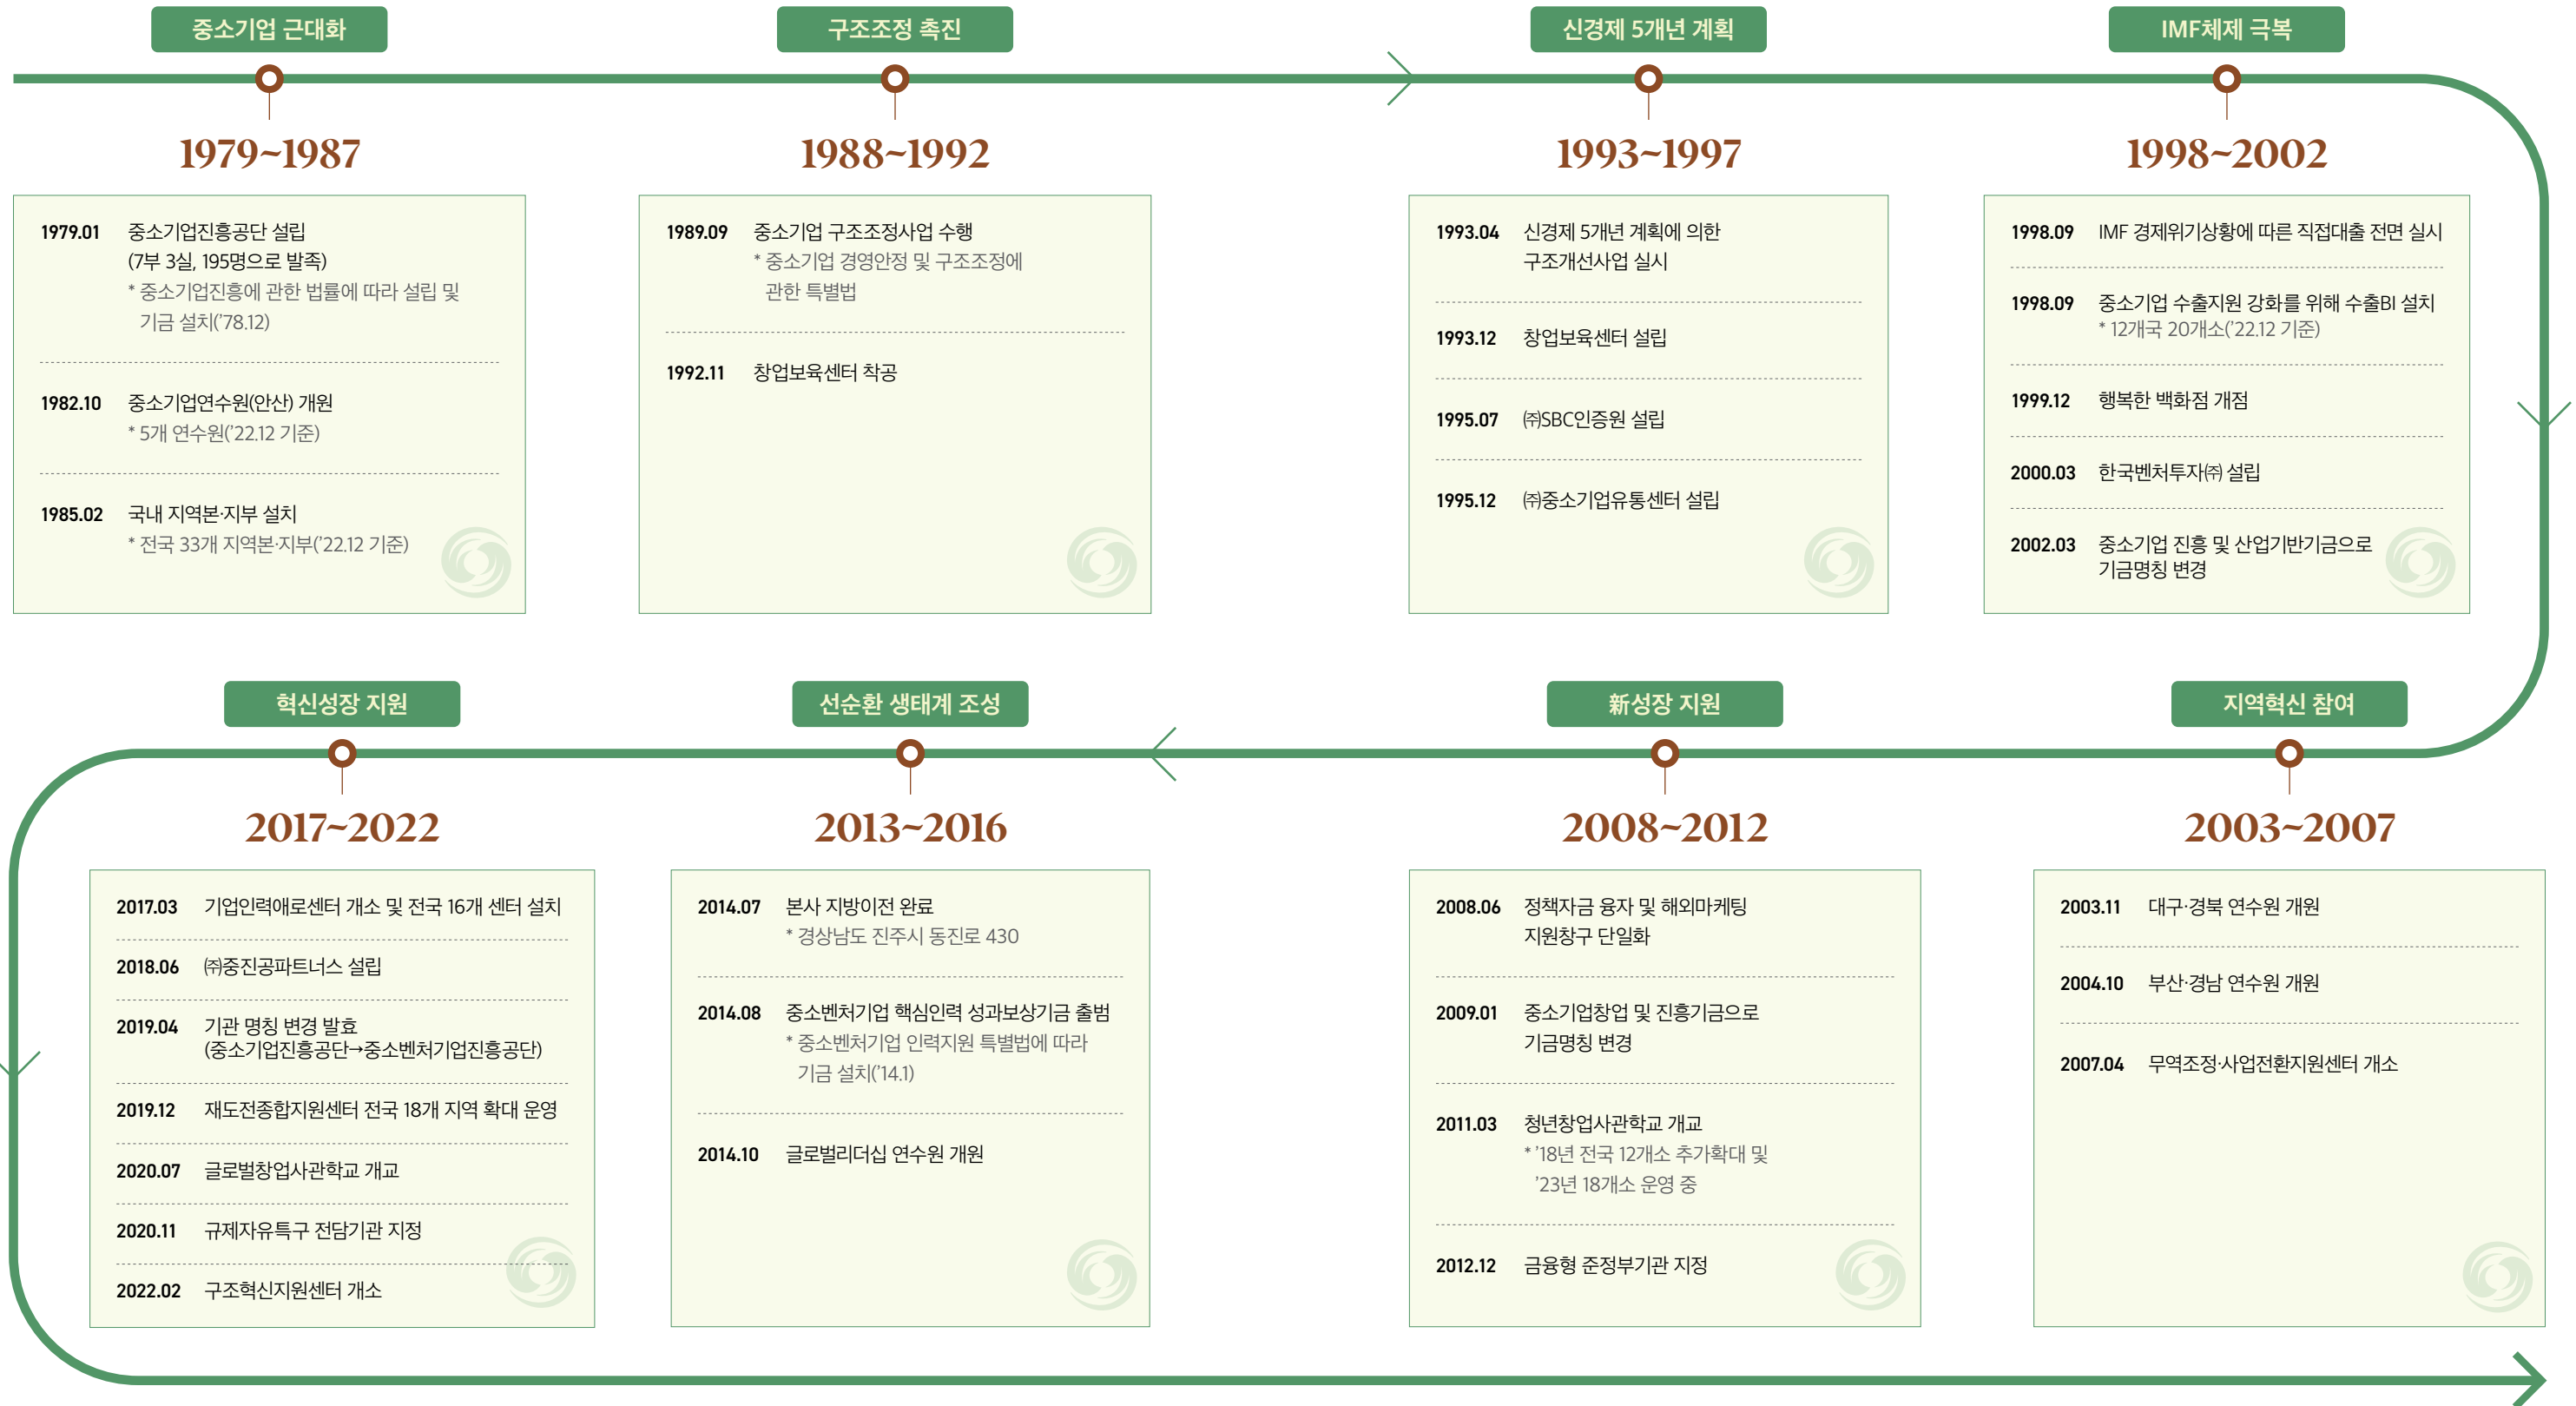 중소기업 근대화
1979~1987
1979.01 중소기업진흥공단 설립
(7부 3실, 195명으로 발족)
* 중소기업진흥에 관한 법률에 따라 설립 및
기금 설치(’78.12)
1982.10 중소기업연수원(안산) 개원
* 5개 연수원(’22.12 기준)
1985.02 국내 지역본·지부 설치
* 전국 33개 지역본·지부(’22.12 기준)
구조조정 촉진
1988~1992
1989.09 중소기업 구조조정사업 수행
* 중소기업 경영안정 및 구조조정에
관한 특별법
1992.11 창업보육센터 착공
신경제 5개년 계획
1993~1997
1993.04 신경제 5개년 계획에 의한
구조개선사업 실시
1993.12 창업보육센터 설립
1995.07 ㈜SBC인증원 설립
1995.12 ㈜중소기업유통센터 설립
IMF체제 극복
1998~2002
1998.09 IMF 경제위기상황에 따른 직접대출 전면 실시
1998.09 중소기업 수출지원 강화를 위해 수출BI 설치
* 12개국 20개소(’22.12 기준)
1999.12 행복한 백화점 개점
2000.03 한국벤처투자㈜ 설립
2002.03 중소기업 진흥 및 산업기반기금으로
기금명칭 변경
지역혁신 참여
2003~2007
2003.11 대구·경북 연수원 개원
2004.10 부산·경남 연수원 개원
2007.04 무역조정·사업전환지원센터 개소
新성장 지원
2008~2012
2008.06 정책자금 융자 및 해외마케팅
지원창구 단일화
2009.01 중소기업창업 및 진흥기금으로
기금명칭 변경
2011.03 청년창업사관학교 개교
* ’18년 전국 12개소 추가확대 및
’23년 18개소 운영 중
2012.12 금융형 준정부기관 지정
선순환 생태계 조성
2013~2016
2014.07 본사 지방이전 완료
* 경상남도 진주시 동진로 430
2014.08 중소벤처기업 핵심인력 성과보상기금 출범
* 중소벤처기업 인력지원 특별법에 따라
기금 설치(’14.1)
2014.10 글로벌리더십 연수원 개원
혁신성장 지원
2017~2022
2017.03 기업인력애로센터 개소 및 전국 16개 센터 설치
2018.06 ㈜중진공파트너스 설립
2019.04 기관 명칭 변경 발효
(중소기업진흥공단→중소벤처기업진흥공단)
2019.12 재도전종합지원센터 전국 18개 지역 확대 운영
2020.07 글로벌창업사관학교 개교
2020.11 규제자유특구 전담기관 지정
2022.02 구조혁신지원센터 개소